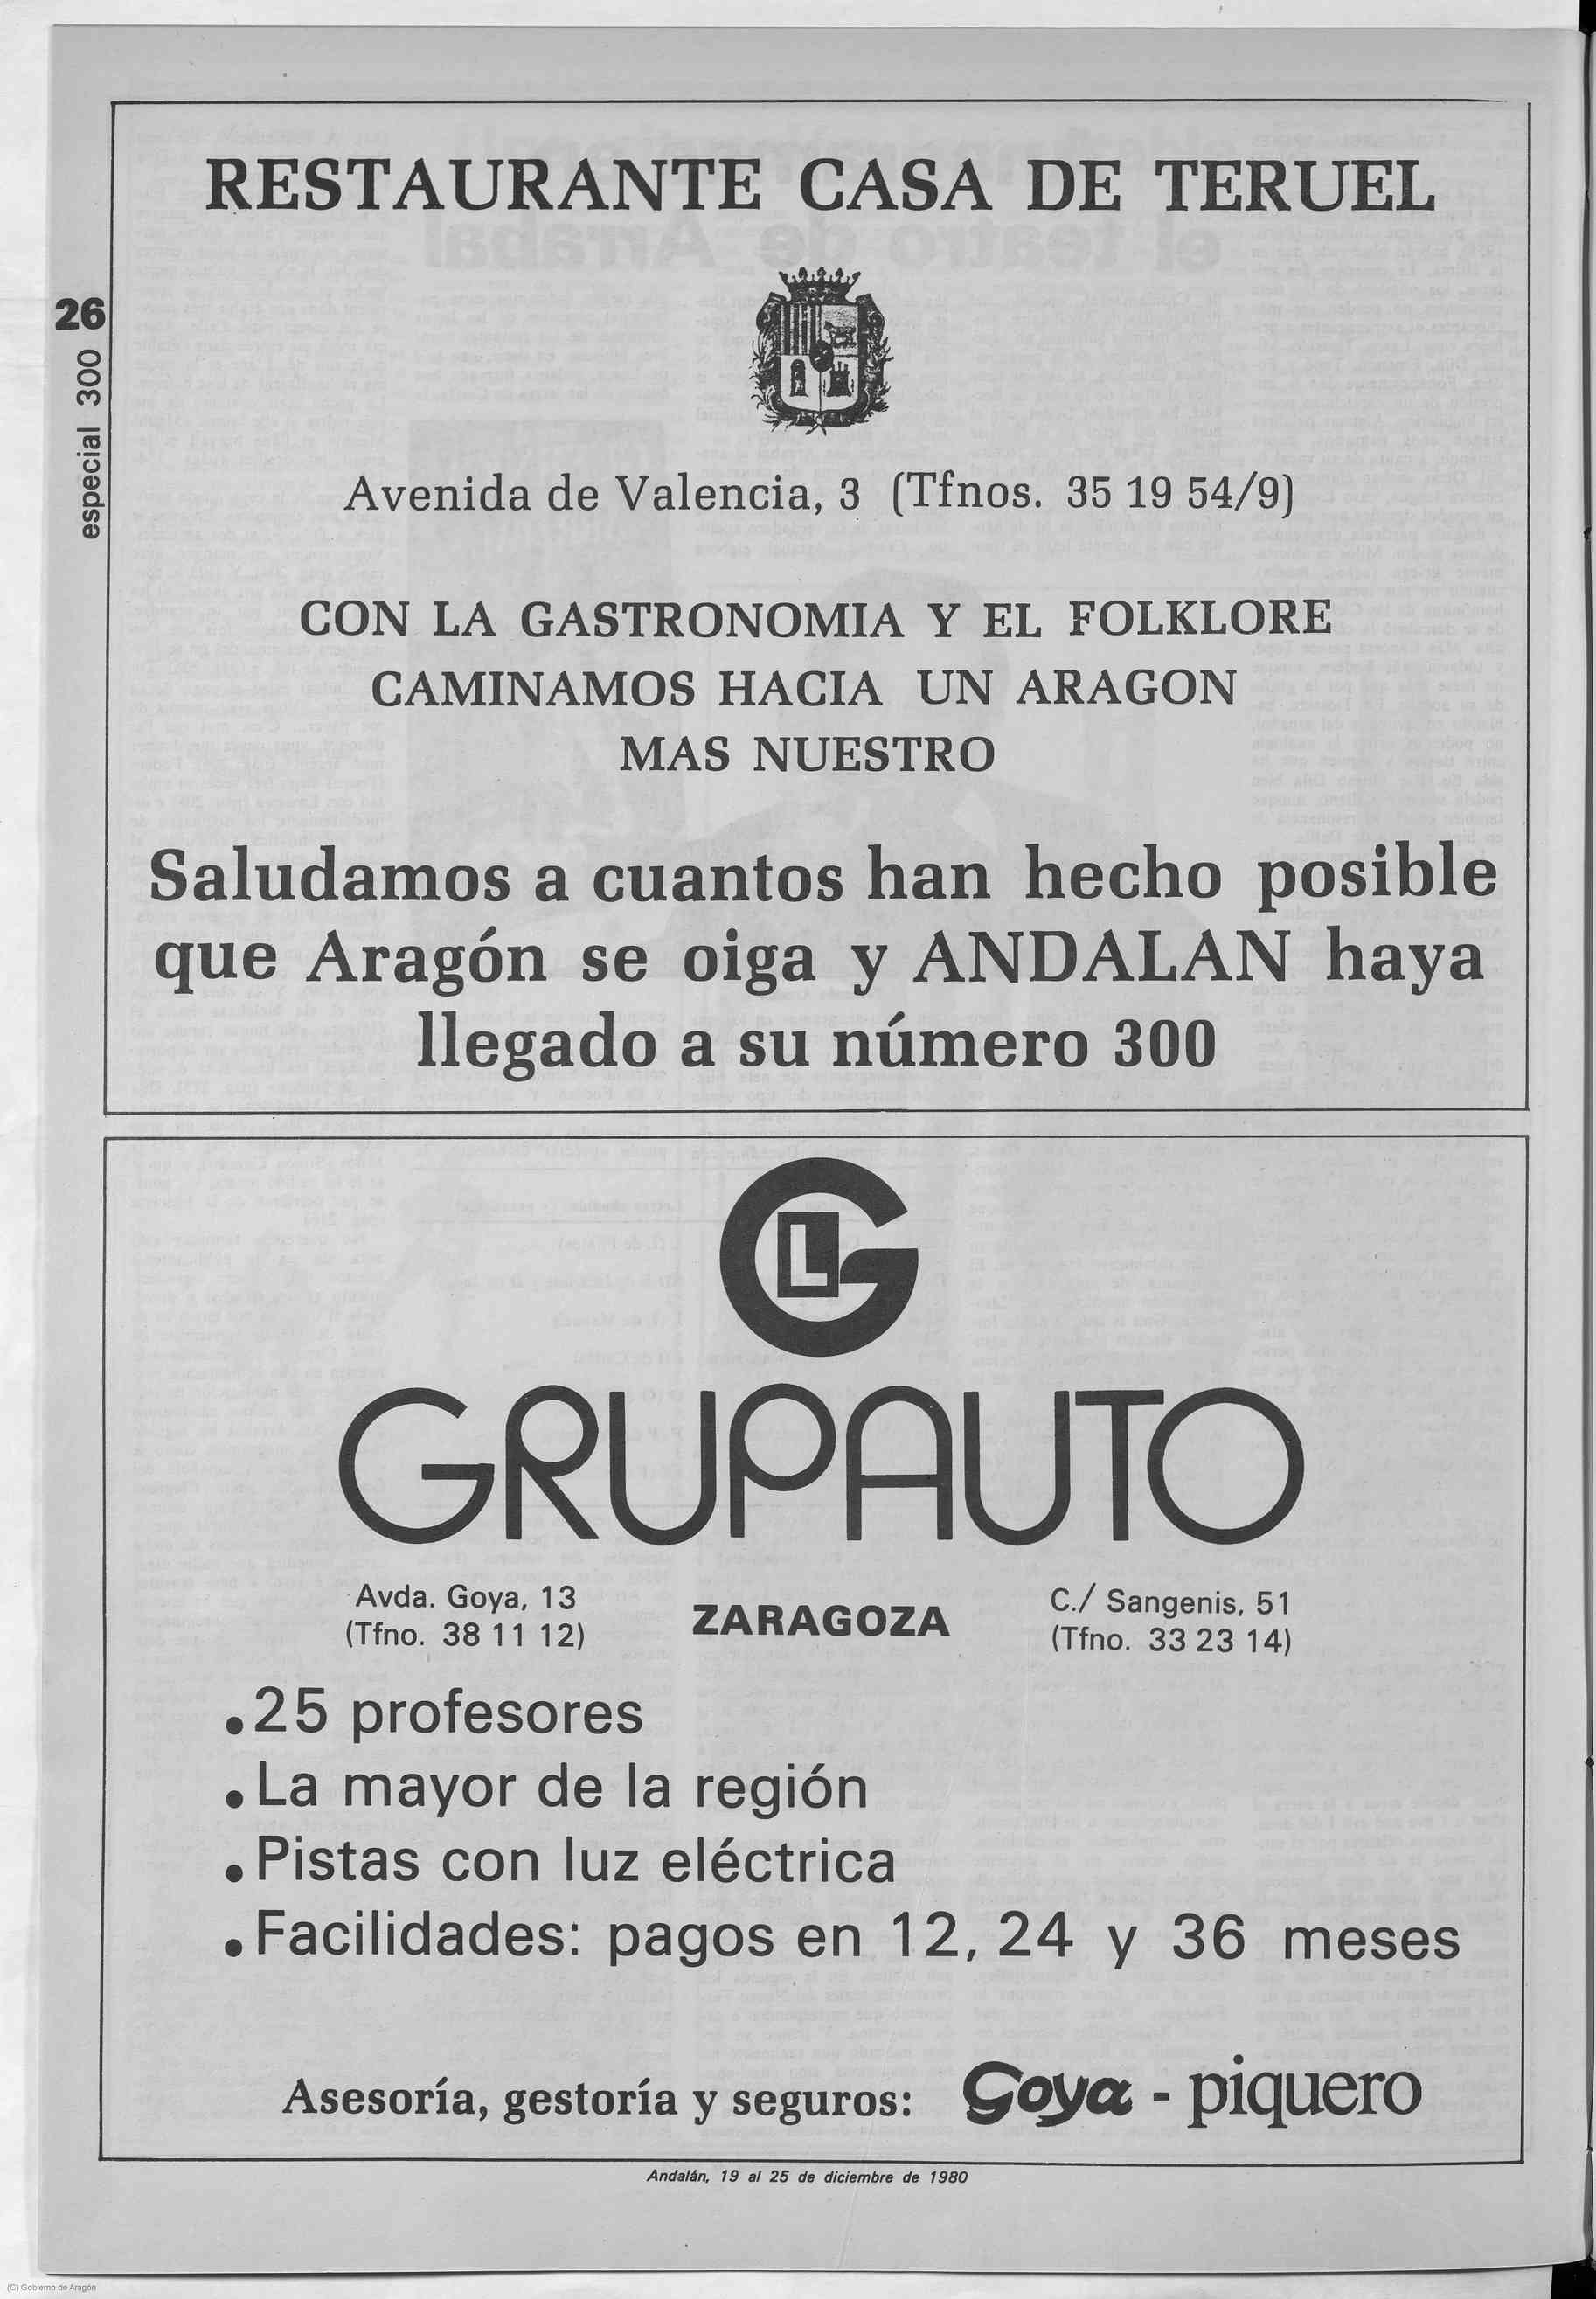 26
especial 300
RESTAURANTE CASA DE TERUEL
Avenida de Valencia, 3 (Tfnos. 35 19 54/9)
CON LA GASTRONOMIA Y EL FOLKLORE
CAMINAMOS HACIA UN ARAGON
MAS NUESTRO
Saludamos a cuantos han hecho posible
que Aragón se oiga y ANDALAN haya
llegado a su número 300
GL
GRUPAUTO
Avda. Goya, 13
(Tfno. 38 11 12)
ZARAGOZA
C./ Sangenis, 51
(Tfno. 33 23 14)
• 25 profesores
• La mayor de la región
• Pistas con luz eléctrica
• Facilidades: pagos en 12, 24 y 36 meses
Asesoría, gestoría y seguros: Goya - piquero
Andalán, 19 al 25 de diciembre de 1980
(C) Gobierno de Aragón